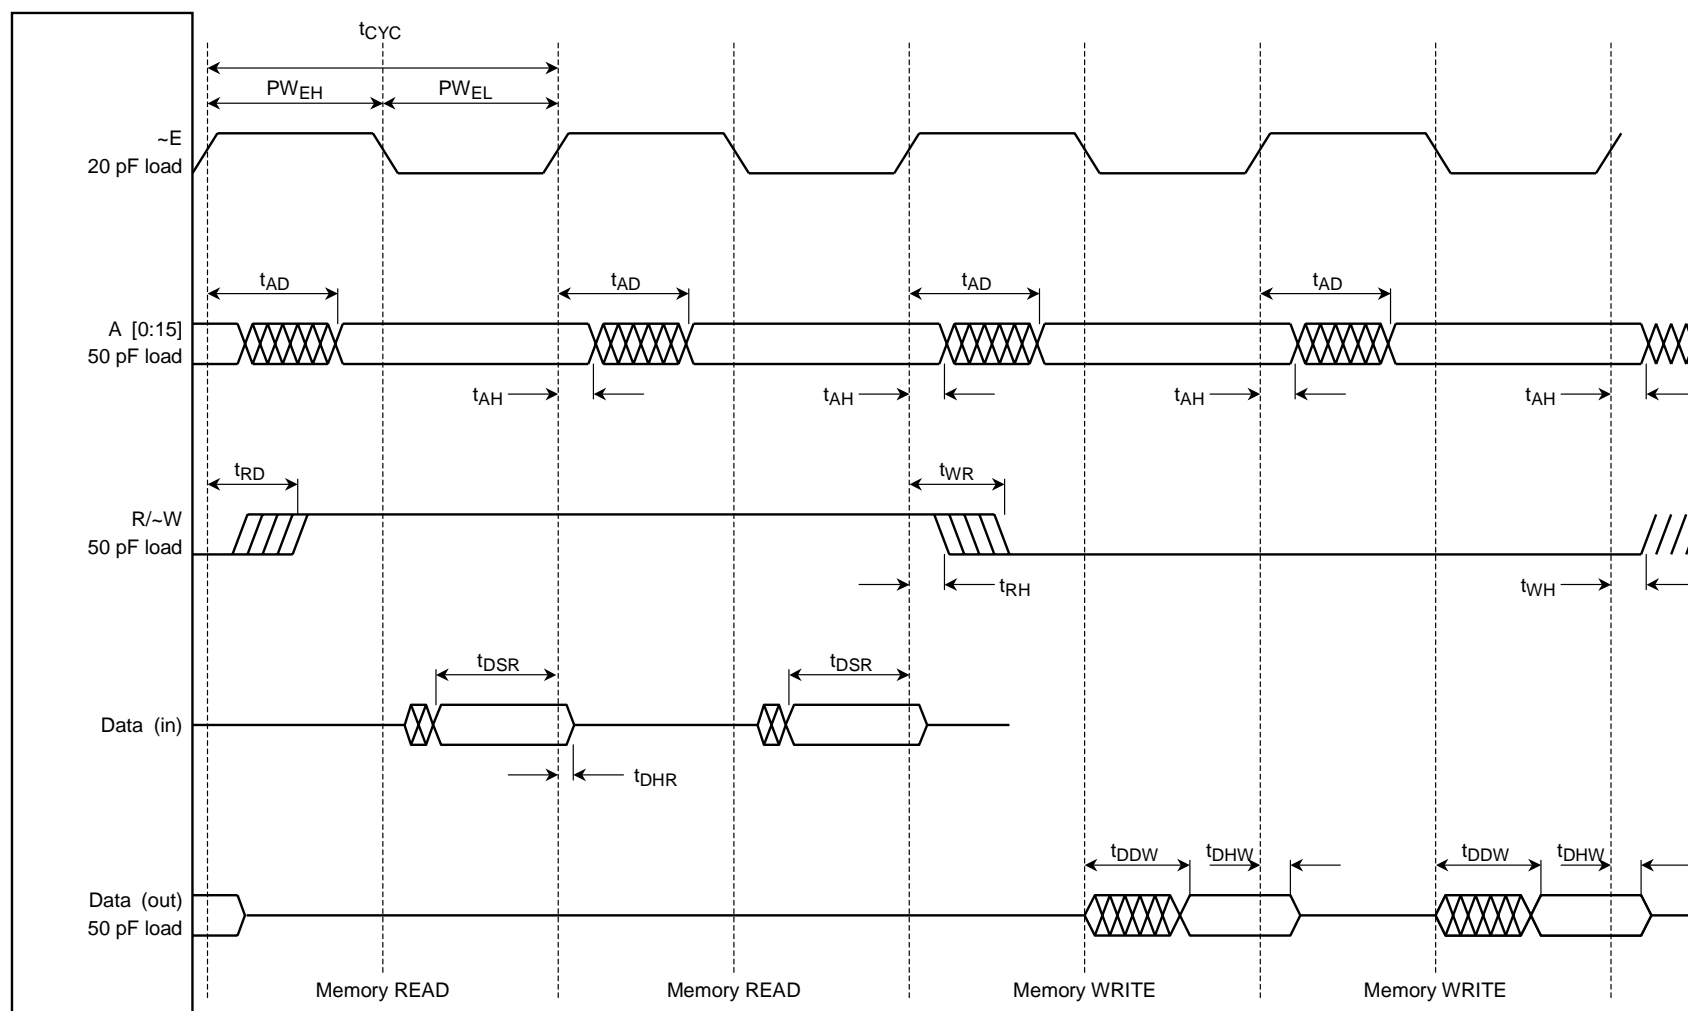 tCYC
PWEH PWEL
~E
20 pF load
tAD tAD tAD tAD
A [0:15]
50 pF load
tAH tAH tAH tAH
tRD tWR
R/~W
50 pF load
tRH tWH
tDSR tDSR
Data (in)
tDHR
tDDW tDHW tDDW tDHW
Data (out)
50 pF load
Memory READ Memory READ Memory WRITE Memory WRITE